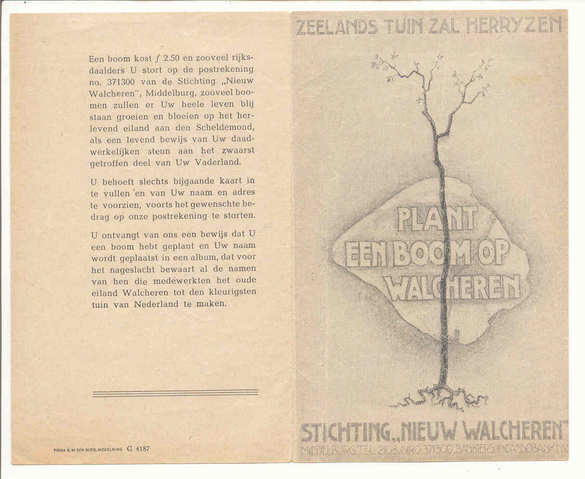 Een boom kost ƒ 2.50 en zooveel rijks-
daalders U stort op de postrekening
no. 371300 van de Stichting „Nieuw
Walcheren”, Middelburg, zooveel boo-
men zullen er Uw heele leven blij
staan groeien en bloeien op het her-
levend eiland aan den Scheldemond,
als een levend bewijs van Uw daad-
werkelijken steun aan het zwaarst
getroffen deel van Uw Vaderland.
U behoeft slechts bijgaande kaart in
te vullen en van Uw naam en adres
te voorzien, voorts het gewenschte be-
drag op onze postrekening te storten.
U ontvangt van ons een bewijs dat U
een boom hebt geplant en Uw naam
wordt geplaatst in een album, dat voor
het nageslacht bewaart al de namen
van hen die medewerkten het oude
eiland Walcheren tot den kleurigsten
tuin van Nederland te maken.
G 4187
ZEELANDS TUIN ZAL HERRYZEN
PLANT
EEN BOOM OP
WALCHEREN
STICHTING „NIEUW WALCHEREN”
MIDDELBURG, TEL.